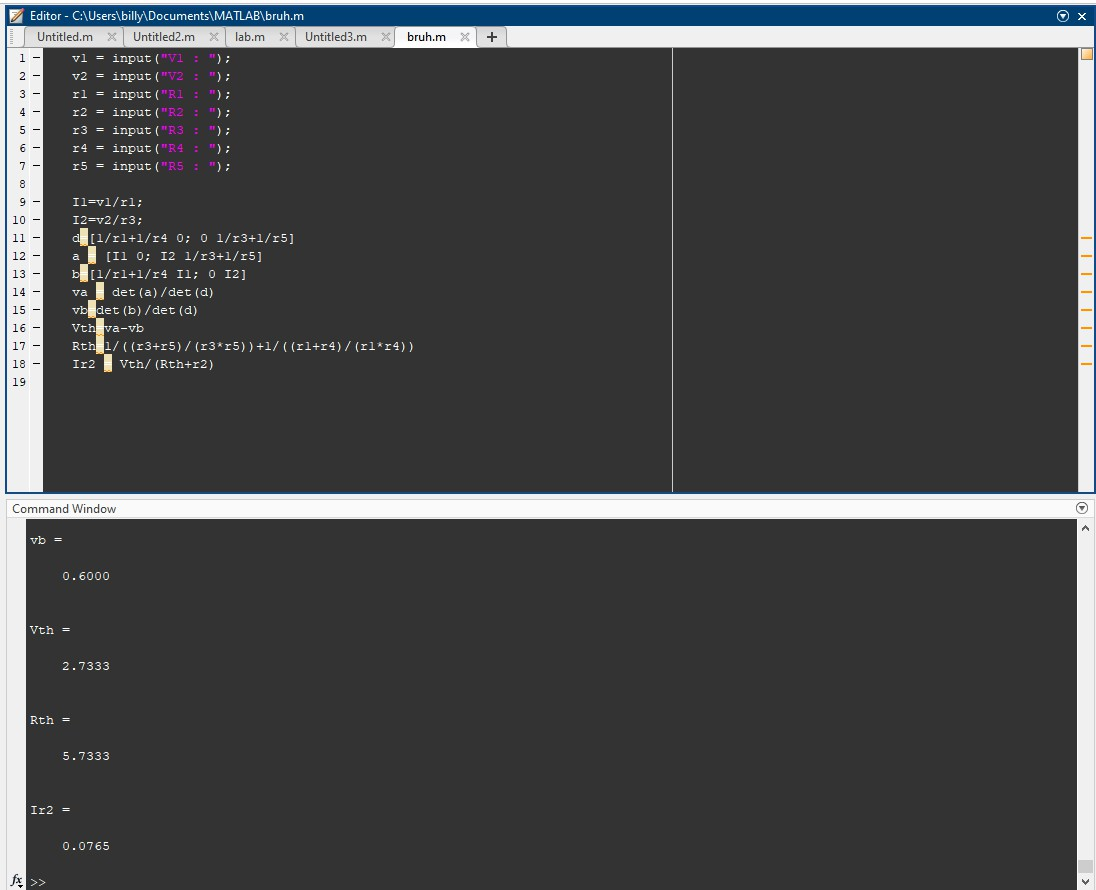 Editor - C:\Users\billy\Documents\MATLAB\bruh.m
Untitled.m Untitled2.m lab.m Untitled3.m bruh.m +
1 – v1 = input("V1 : ");
2 – v2 = input("V2 : ");
3 – r1 = input("R1 : ");
4 – r2 = input("R2 : ");
5 – r3 = input("R3 : ");
6 – r4 = input("R4 : ");
7 – r5 = input("R5 : ");
8
9 – I1=v1/r1;
10 – I2=v2/r3;
11 – d=[1/r1+1/r4 0; 0 1/r3+1/r5]
12 – a = [I1 0; I2 1/r3+1/r5]
13 – b=[1/r1+1/r4 I1; 0 I2]
14 – va = det(a)/det(d)
15 – vb=det(b)/det(d)
16 – Vth=va-vb
17 – Rth=1/((r3+r5)/(r3*r5))+1/((r1+r4)/(r1*r4))
18 – Ir2 = Vth/(Rth+r2)
19
Command Window
vb =
0.6000
Vth =
2.7333
Rth =
5.7333
Ir2 =
0.0765
fx >>